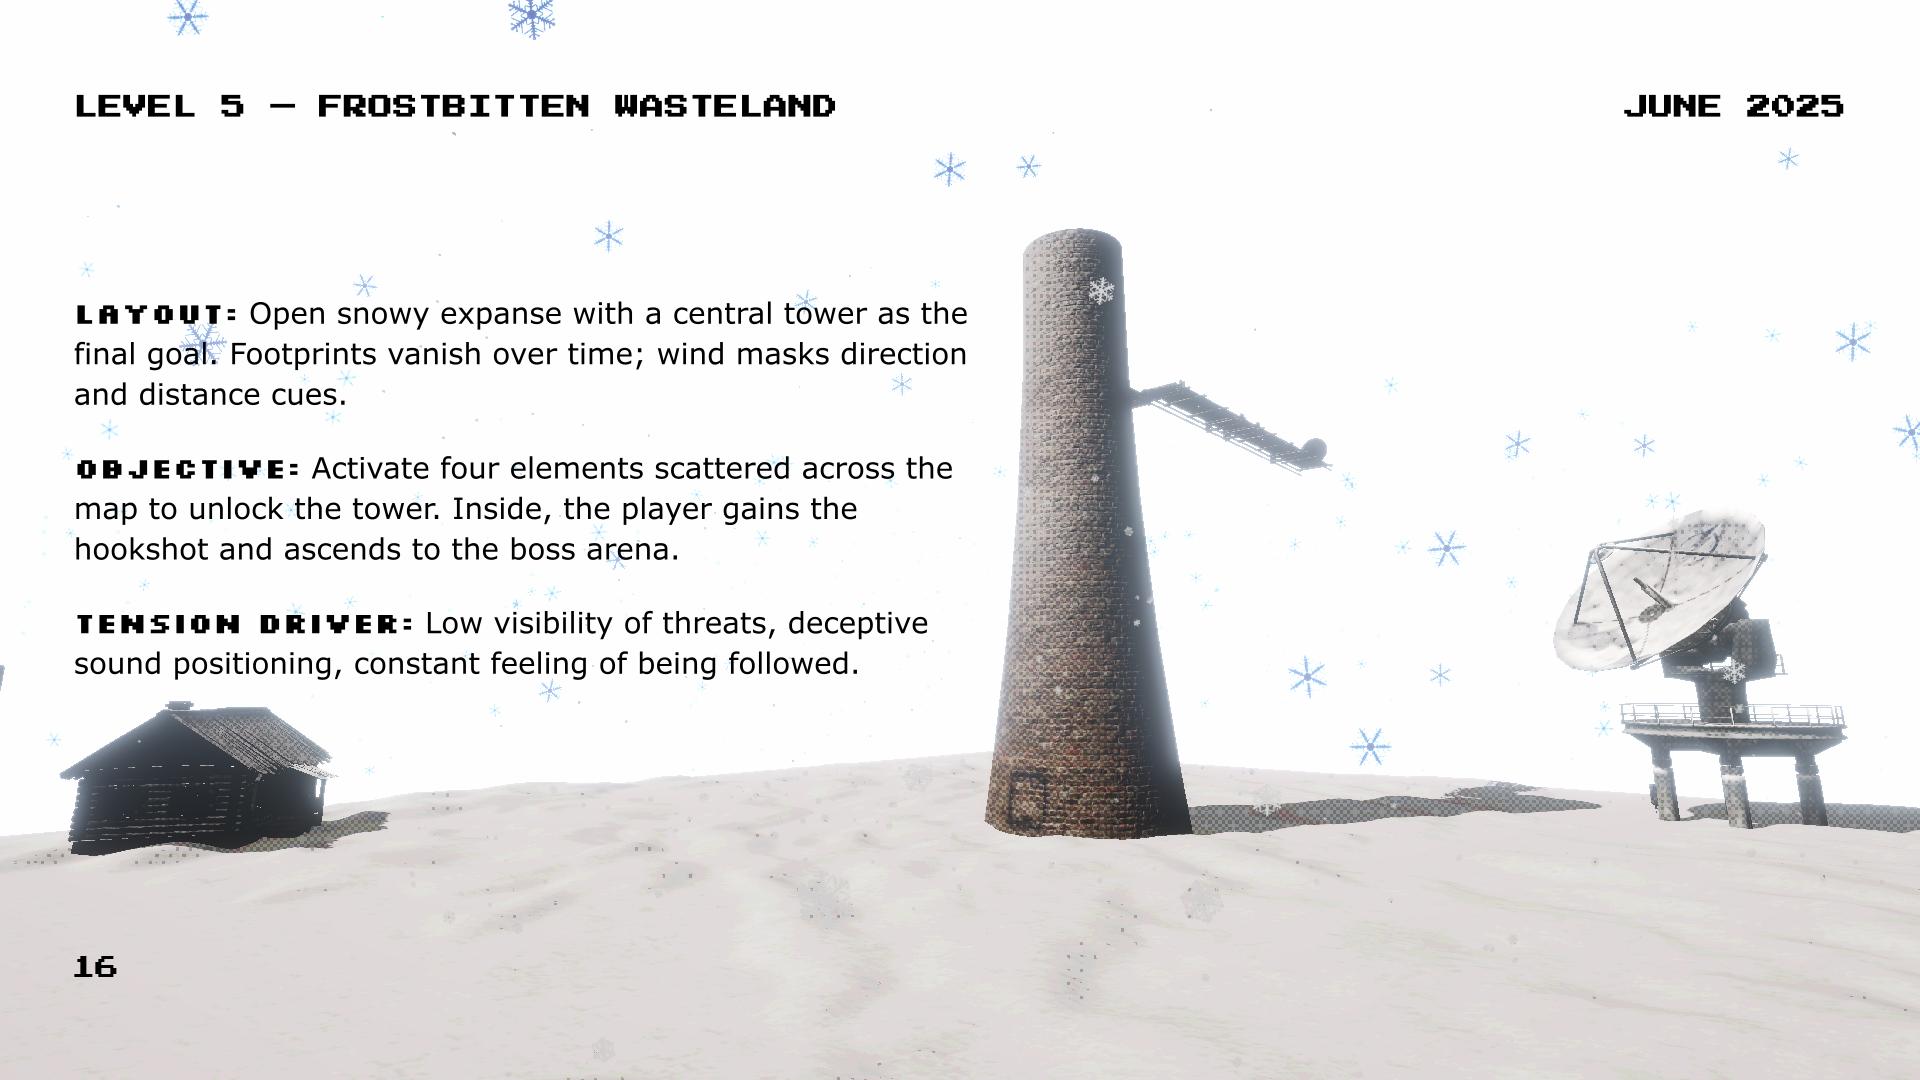 LEVEL 5 — FROSTBITTEN WASTELAND
JUNE 2025
LAYOUT: Open snowy expanse with a central tower as the
final goal. Footprints vanish over time; wind masks direction
and distance cues.
OBJECTIVE: Activate four elements scattered across the
map to unlock the tower. Inside, the player gains the
hookshot and ascends to the boss arena.
TENSION DRIVER: Low visibility of threats, deceptive
sound positioning, constant feeling of being followed.
16